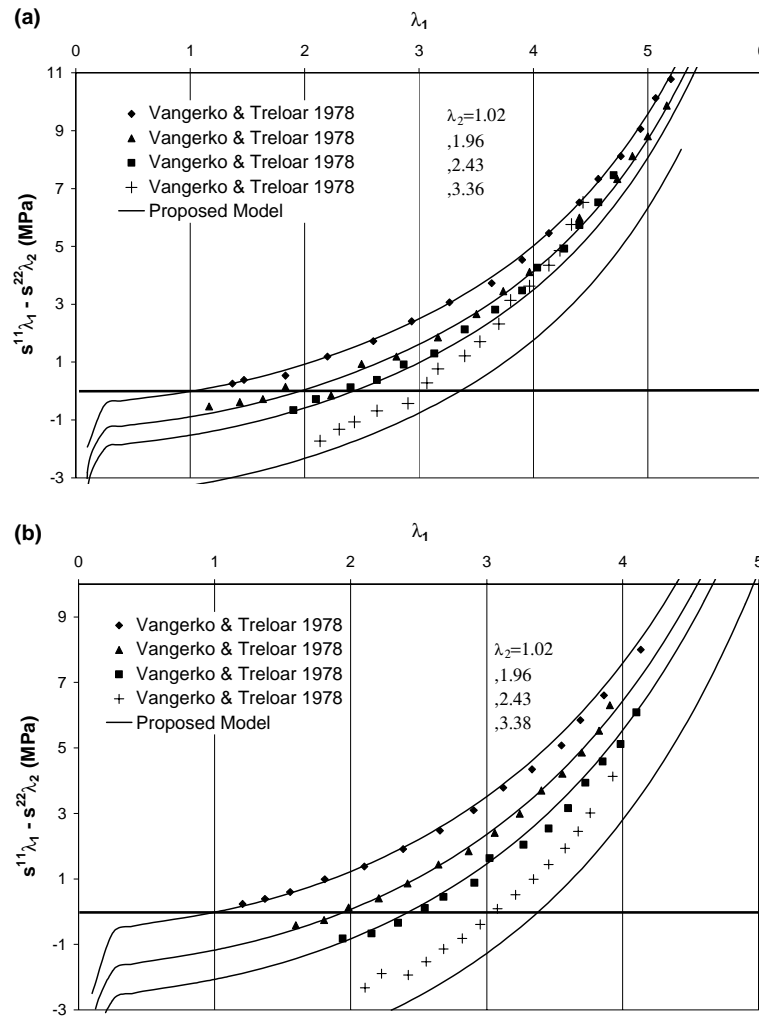 (a)
λ₁
0 1 2 3 4 5 6
11
9
7
5
3
1
-1
-3
s¹¹λ₁ - s²²λ₂ (MPa)
Vangerko & Treloar 1978 λ₂=1.02
Vangerko & Treloar 1978 ,1.96
Vangerko & Treloar 1978 ,2.43
Vangerko & Treloar 1978 ,3.36
Proposed Model
(b)
λ₁
0 1 2 3 4 5
9
7
5
3
1
-1
-3
s¹¹λ₁ - s²²λ₂ (MPa)
Vangerko & Treloar 1978 λ₂=1.02
Vangerko & Treloar 1978 ,1.96
Vangerko & Treloar 1978 ,2.43
Vangerko & Treloar 1978 ,3.38
Proposed Model